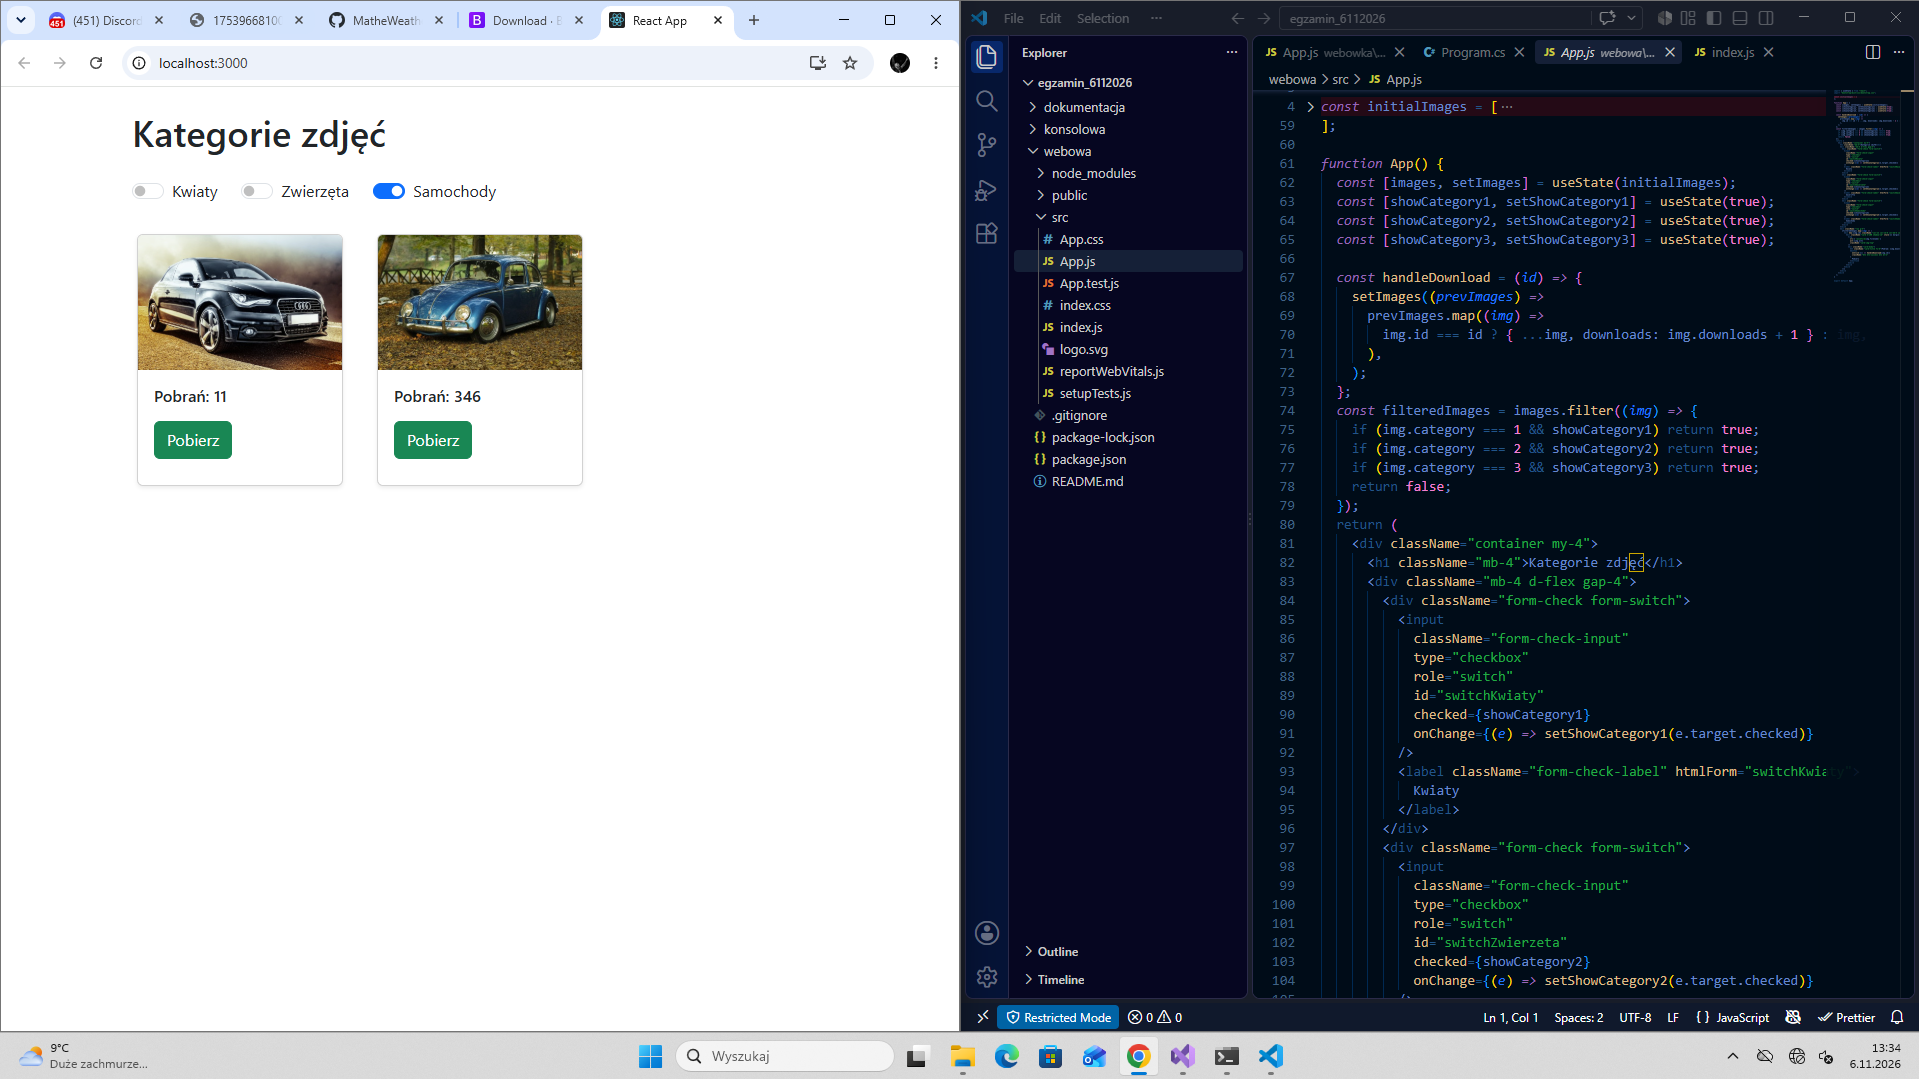 451
(451) Discord
17539668100
MatheWeath
B
Download · B
React App
localhost:3000
Kategorie zdjęć
Kwiaty
Zwierzęta
Samochody
Pobrań: 11
Pobierz
Pobrań: 346
Pobierz
File Edit Selection ···
egzamin_6112026
Explorer
egzamin_6112026
dokumentacja
konsolowa
webowa
node_modules
public
src
# App.css
JS App.js
JS App.test.js
# index.css
JS index.js
logo.svg
JS reportWebVitals.js
JS setupTests.js
.gitignore
{} package-lock.json
{} package.json
README.md
Outline
Timeline
JS App.js webowka\...
Program.cs
JS App.js webowa\...
JS index.js
webowa > src > JS App.js
4 const initialImages = [ ···
59 ];
60
61 function App() {
62 const [images, setImages] = useState(initialImages);
63 const [showCategory1, setShowCategory1] = useState(true);
64 const [showCategory2, setShowCategory2] = useState(true);
65 const [showCategory3, setShowCategory3] = useState(true);
66
67 const handleDownload = (id) => {
68 setImages((prevImages) =>
69 prevImages.map((img) =>
70 img.id === id ? { ...img, downloads: img.downloads + 1 } : img,
71 ),
72 );
73 };
74 const filteredImages = images.filter((img) => {
75 if (img.category === 1 && showCategory1) return true;
76 if (img.category === 2 && showCategory2) return true;
77 if (img.category === 3 && showCategory3) return true;
78 return false;
79 });
80 return (
81 <div className="container my-4">
82 <h1 className="mb-4">Kategorie zdjęć</h1>
83 <div className="mb-4 d-flex gap-4">
84 <div className="form-check form-switch">
85 <input
86 className="form-check-input"
87 type="checkbox"
88 role="switch"
89 id="switchKwiaty"
90 checked={showCategory1}
91 onChange={(e) => setShowCategory1(e.target.checked)}
92 />
93 <label className="form-check-label" htmlForm="switchKwiaty">
94 Kwiaty
95 </label>
96 </div>
97 <div className="form-check form-switch">
98 <input
99 className="form-check-input"
100 type="checkbox"
101 role="switch"
102 id="switchZwierzeta"
103 checked={showCategory2}
104 onChange={(e) => setShowCategory2(e.target.checked)}
Restricted Mode
0 0
Ln 1, Col 1 Spaces: 2 UTF-8 LF {} JavaScript Prettier
9°C
Duże zachmurze...
Wyszukaj
13:34
6.11.2026